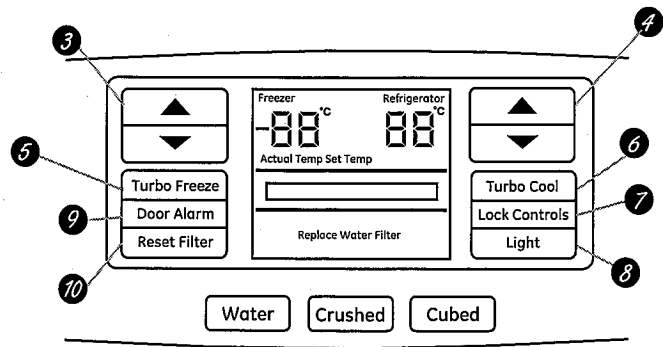 3
4
Freezer Refrigerator
-88°C 88°C
Actual Temp Set Temp
5
6
Turbo Freeze
Turbo Cool
9
7
Door Alarm
Lock Controls
Reset Filter
Replace Water Filter
Light
10
8
Water Crushed Cubed